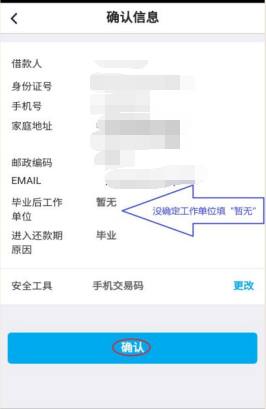 确认信息
借款人
身份证号
手机号
家庭地址
邮政编码
EMAIL
毕业后工作 暂无
单位
没确定工作单位填“暂无”
进入还款期 毕业
原因
安全工具 手机交易码 更改
确认